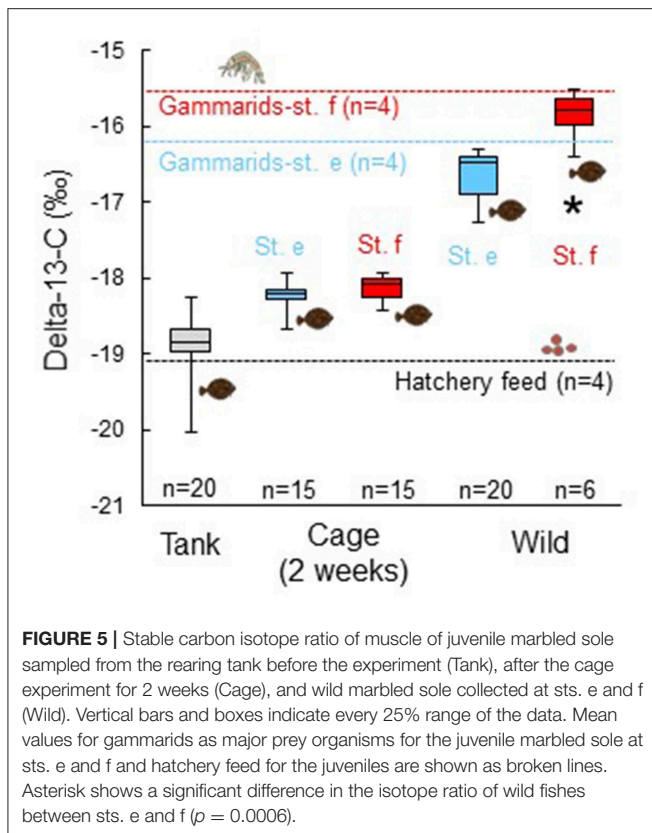 -15
-16
-17
-18
-19
-20
-21
Delta-13-C (‰)
Gammarids-st. f (n=4)
Gammarids-st. e (n=4)
St. e
St. f
St. e
*
St. f
Hatchery feed (n=4)
n=20 n=15 n=15 n=20 n=6
Tank Cage Wild
(2 weeks)
FIGURE 5 | Stable carbon isotope ratio of muscle of juvenile marbled sole
sampled from the rearing tank before the experiment (Tank), after the cage
experiment for 2 weeks (Cage), and wild marbled sole collected at sts. e and f
(Wild). Vertical bars and boxes indicate every 25% range of the data. Mean
values for gammarids as major prey organisms for the juvenile marbled sole at
sts. e and f and hatchery feed for the juveniles are shown as broken lines.
Asterisk shows a significant difference in the isotope ratio of wild fishes
between sts. e and f (p = 0.0006).